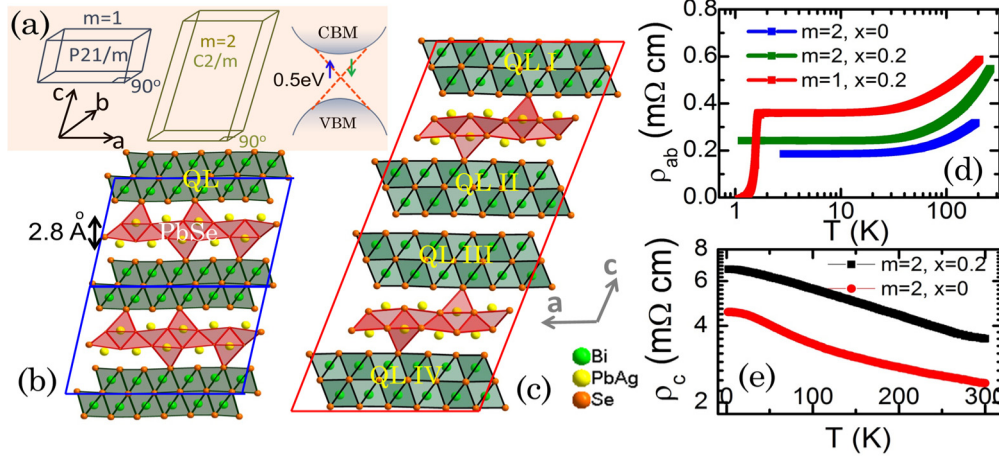 (a)
m=1
P21/m
90°
c
b
a
m=2
C2/m
90°
CBM
0.5eV
VBM
QL
PbSe
2.8 Å
(b)
QL I
QL II
QL III
QL IV
c
a
(c)
Bi
PbAg
Se
0.8
0.6
0.4
0.2
0.0
ρab (mΩ cm)
m=2, x=0
m=2, x=0.2
m=1, x=0.2
(d)
1 10 100
T (K)
8
6
4
2
ρc (mΩ cm)
m=2, x=0.2
m=2, x=0
(e)
0 100 200 300
T (K)